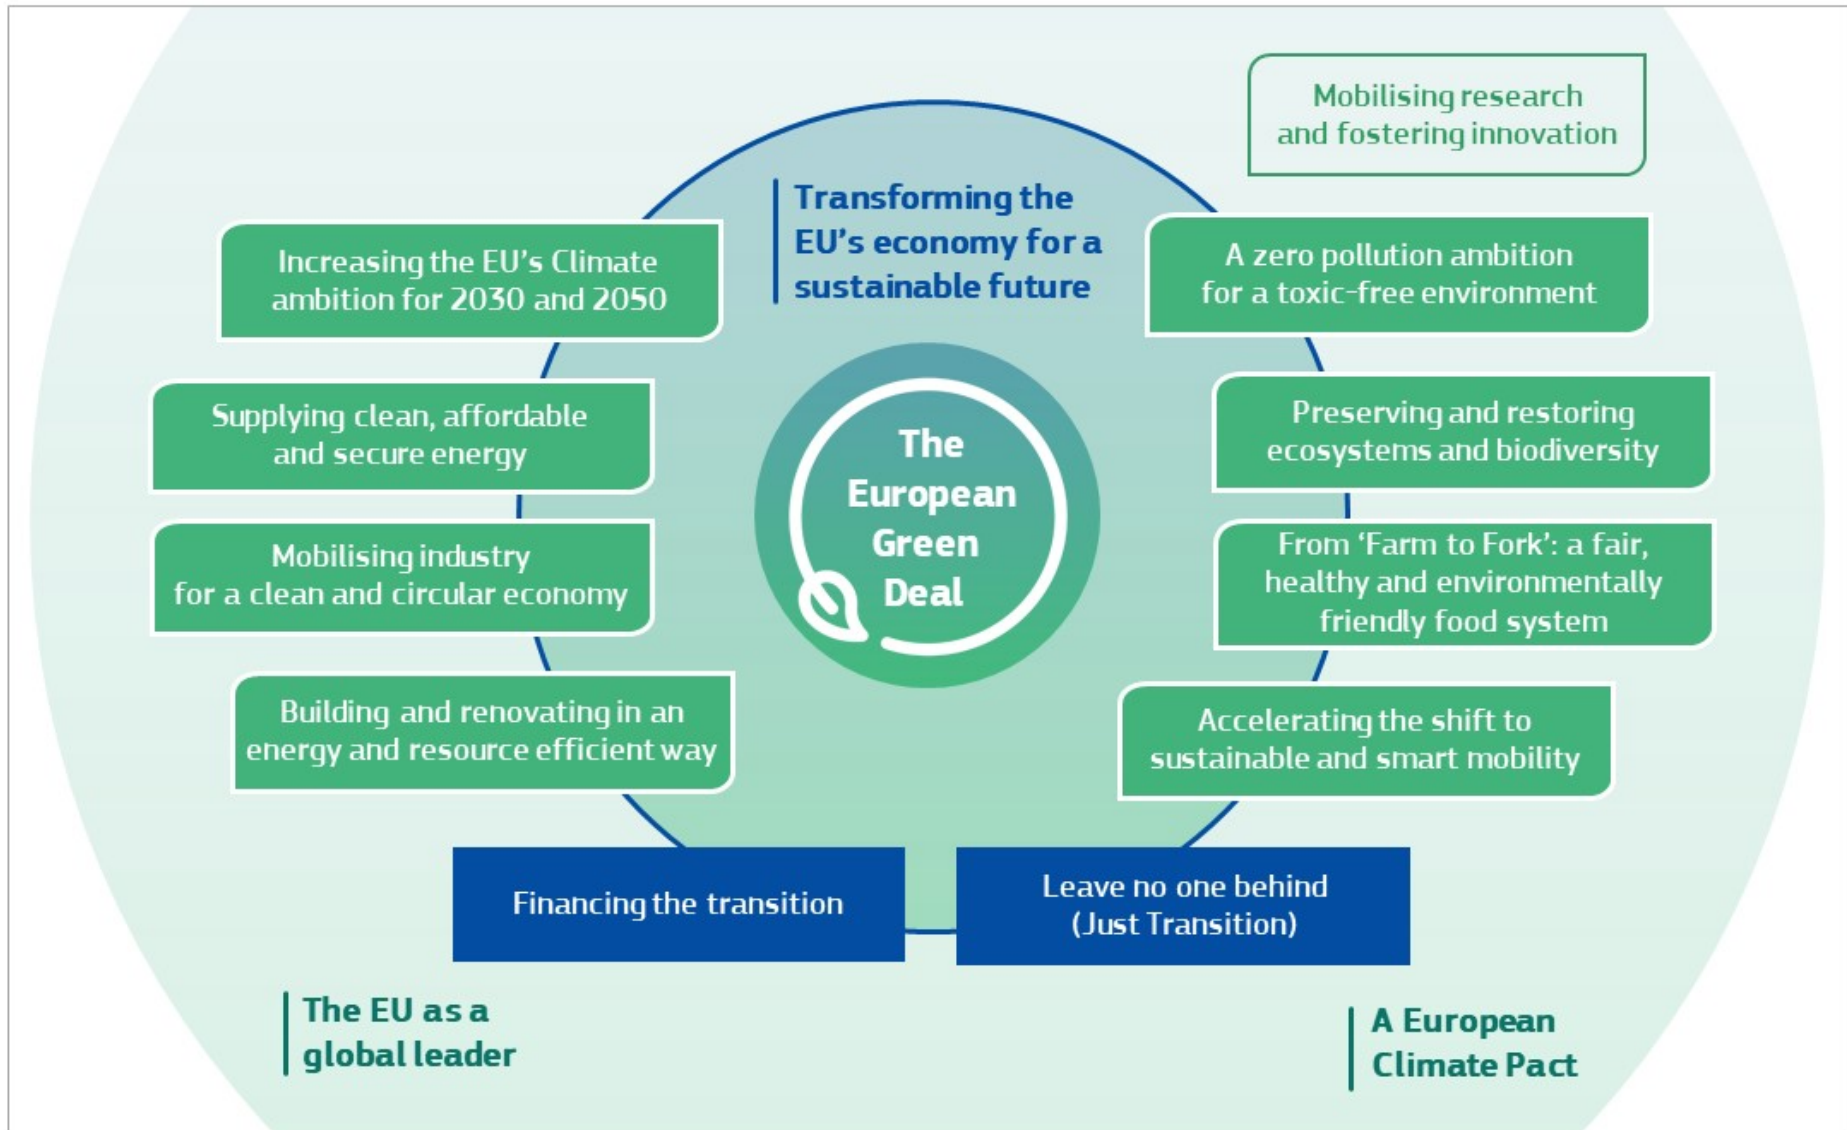 Mobilising research
and fostering innovation
Transforming the
EU's economy for a
sustainable future
Increasing the EU's Climate
ambition for 2030 and 2050
A zero pollution ambition
for a toxic-free environment
Supplying clean, affordable
and secure energy
Preserving and restoring
ecosystems and biodiversity
The
European
Green
Deal
Mobilising industry
for a clean and circular economy
From ‘Farm to Fork’: a fair,
healthy and environmentally
friendly food system
Building and renovating in an
energy and resource efficient way
Accelerating the shift to
sustainable and smart mobility
Financing the transition
Leave no one behind
(Just Transition)
The EU as a
global leader
A European
Climate Pact